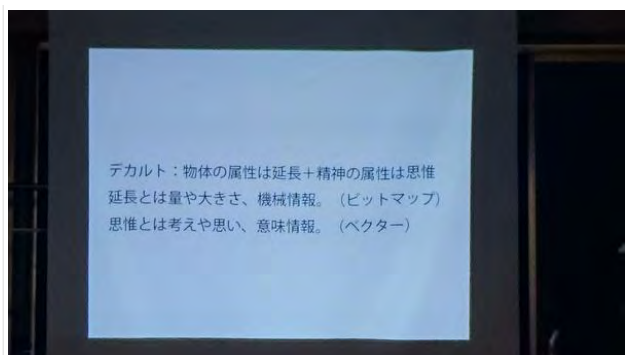 デカルト：物体の属性は延長＋精神の属性は思惟
延長とは量や大きさ、機械情報。（ビットマップ）
思惟とは考えや思い、意味情報。（ベクター）